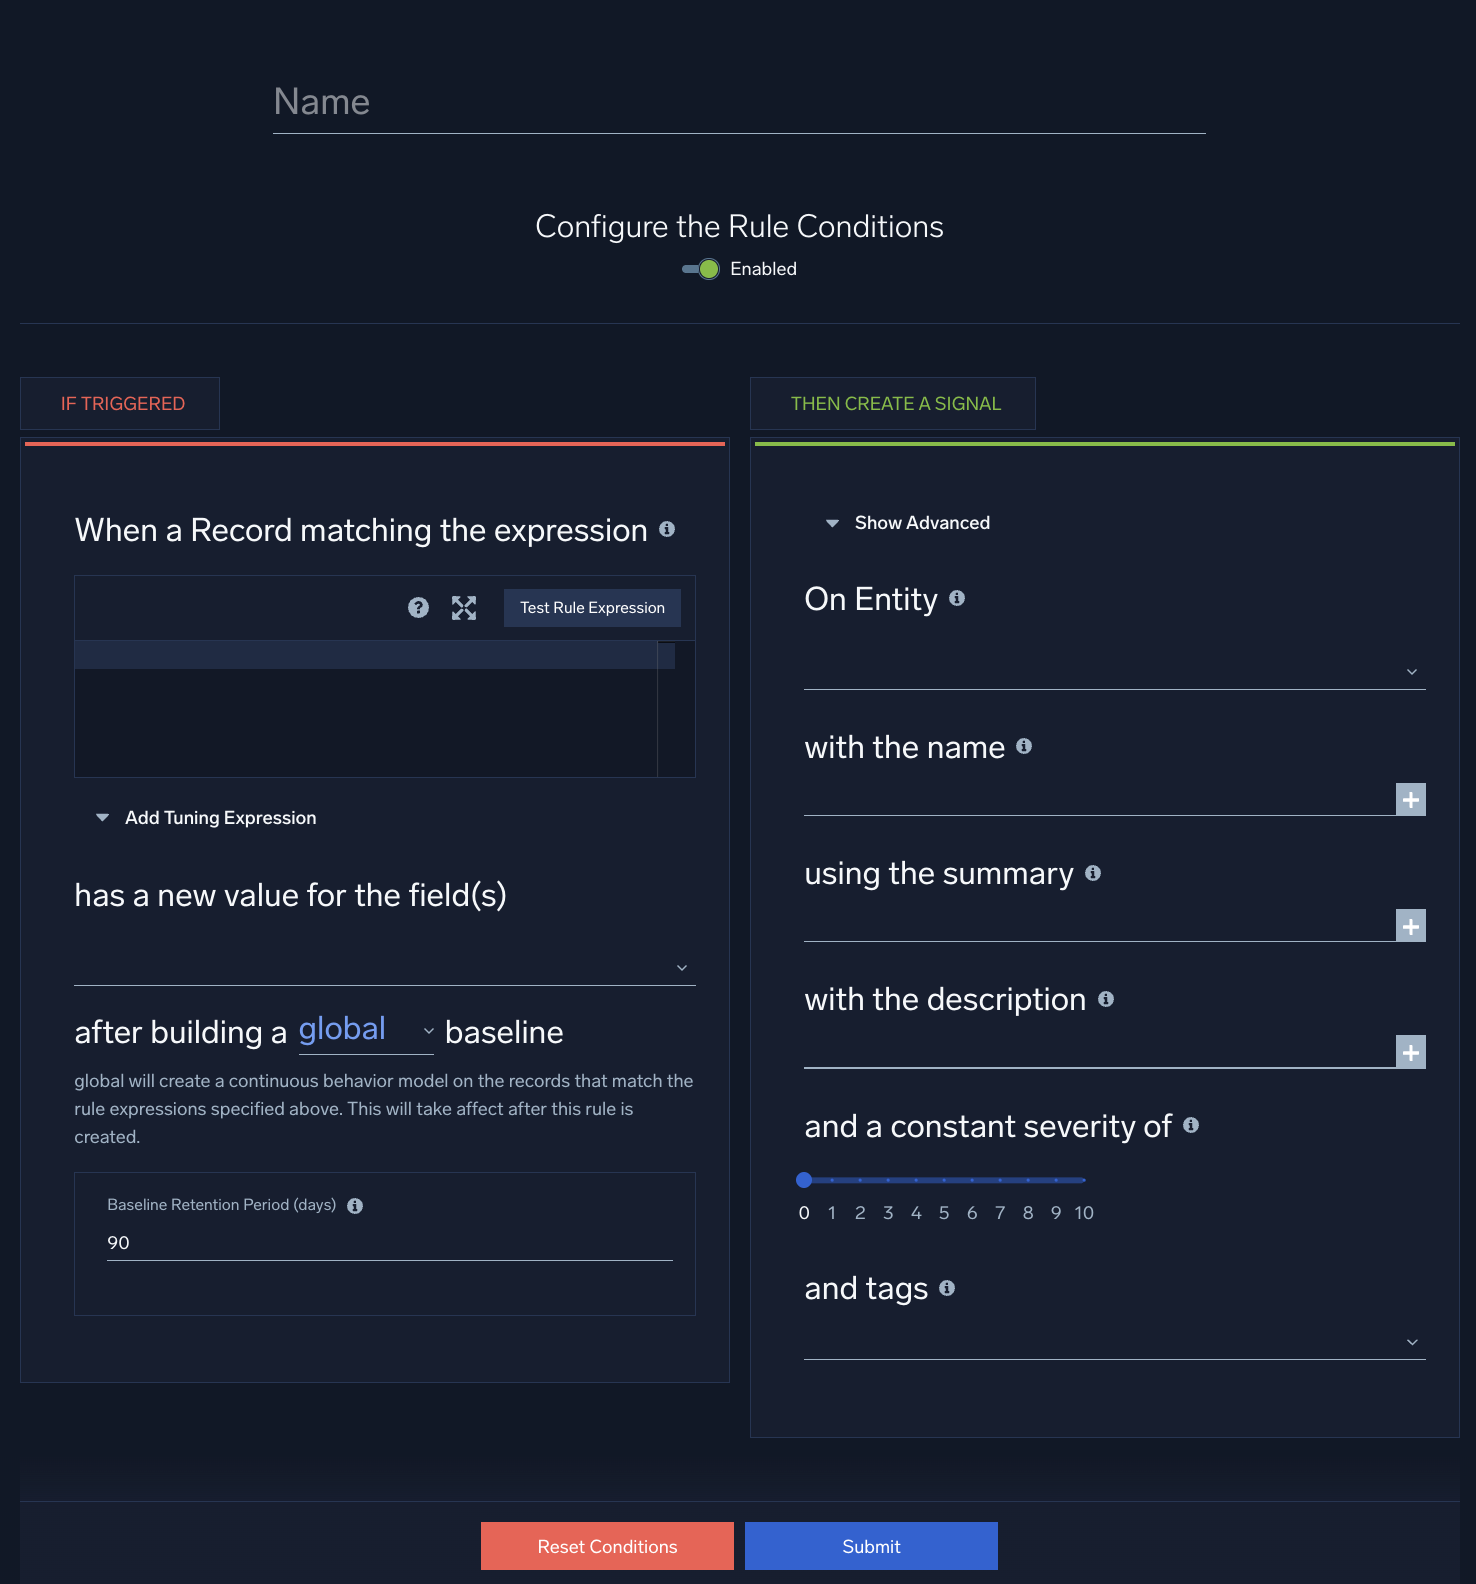 Name
Configure the Rule Conditions
Enabled
IF TRIGGERED
When a Record matching the expression
Test Rule Expression
Add Tuning Expression
has a new value for the field(s)
after building a global baseline
global will create a continuous behavior model on the records that match the
rule expressions specified above. This will take affect after this rule is
created.
Baseline Retention Period (days)
90
THEN CREATE A SIGNAL
Show Advanced
On Entity
with the name
using the summary
with the description
and a constant severity of
0 1 2 3 4 5 6 7 8 9 10
and tags
Reset Conditions
Submit